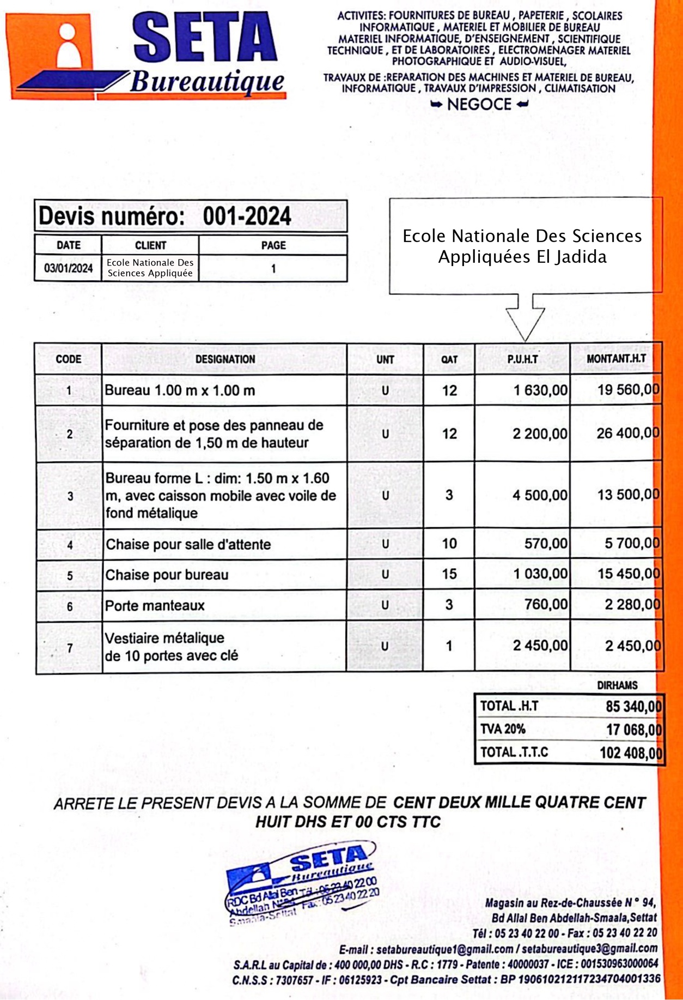 SETA
Bureautique
ACTIVITES: FOURNITURES DE BUREAU , PAPETERIE , SCOLAIRES
INFORMATIQUE , MATERIEL ET MOBILIER DE BUREAU
MATERIEL INFORMATIQUE, D'ENSEIGNEMENT , SCIENTIFIQUE
TECHNIQUE , ET DE LABORATOIRES , ELECTROMENAGER MATERIEL
PHOTOGRAPHIQUE ET AUDIO-VISUEL,
TRAVAUX DE :REPARATION DES MACHINES ET MATERIEL DE BUREAU,
INFORMATIQUE , TRAVAUX D'IMPRESSION , CLIMATISATION
NEGOCE
Devis numéro: 001-2024
DATE CLIENT PAGE
03/01/2024 Ecole Nationale Des Sciences Appliquée 1
Ecole Nationale Des Sciences
Appliquées El Jadida
CODE DESIGNATION UNT QAT P.U.H.T MONTANT.H.T
1 Bureau 1.00 m x 1.00 m U 12 1 630,00 19 560,00
2 Fourniture et pose des panneau de
séparation de 1,50 m de hauteur U 12 2 200,00 26 400,00
Bureau forme L : dim: 1.50 m x 1.60
3 m, avec caisson mobile avec voile de U 3 4 500,00 13 500,00
fond métalique
4 Chaise pour salle d'attente U 10 570,00 5 700,00
5 Chaise pour bureau U 15 1 030,00 15 450,00
6 Porte manteaux U 3 760,00 2 280,00
7 Vestiaire métalique
de 10 portes avec clé U 1 2 450,00 2 450,00
DIRHAMS
TOTAL .H.T 85 340,00
TVA 20% 17 068,00
TOTAL .T.T.C 102 408,00
ARRETE LE PRESENT DEVIS A LA SOMME DE CENT DEUX MILLE QUATRE CENT
HUIT DHS ET 00 CTS TTC
SETA
Bureautique
RDC Bd Allal Ben Tél : 05 23 40 22 00
Abdellah N°94 Fax : 05 23 40 22 20
Smaala-Settat
Magasin au Rez-de-Chaussée N° 94,
Bd Allal Ben Abdellah-Smaala,Settat
Tél : 05 23 40 22 00 - Fax : 05 23 40 22 20
E-mail : setabureautique1@gmail.com / setabureautique3@gmail.com
S.A.R.L au Capital de : 400 000,00 DHS - R.C : 1779 - Patente : 40000037 - ICE : 001530963000064
C.N.S.S : 7307657 - IF : 06125923 - Cpt Bancaire Settat : BP 1906102121172347040013​36